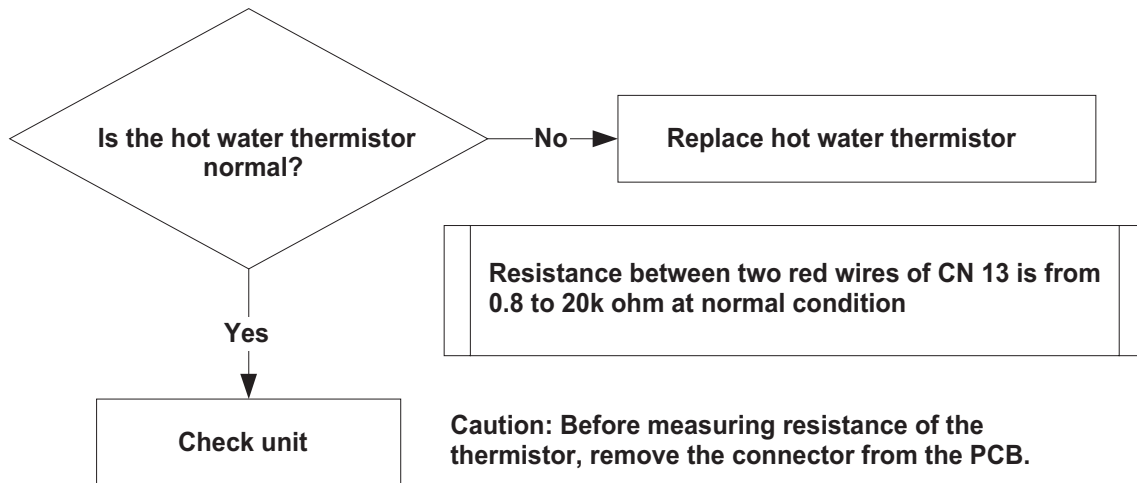 Is the hot water thermistor
normal?
No
Replace hot water thermistor
Resistance between two red wires of CN 13 is from
0.8 to 20k ohm at normal condition
Yes
Check unit
Caution: Before measuring resistance of the
thermistor, remove the connector from the PCB.